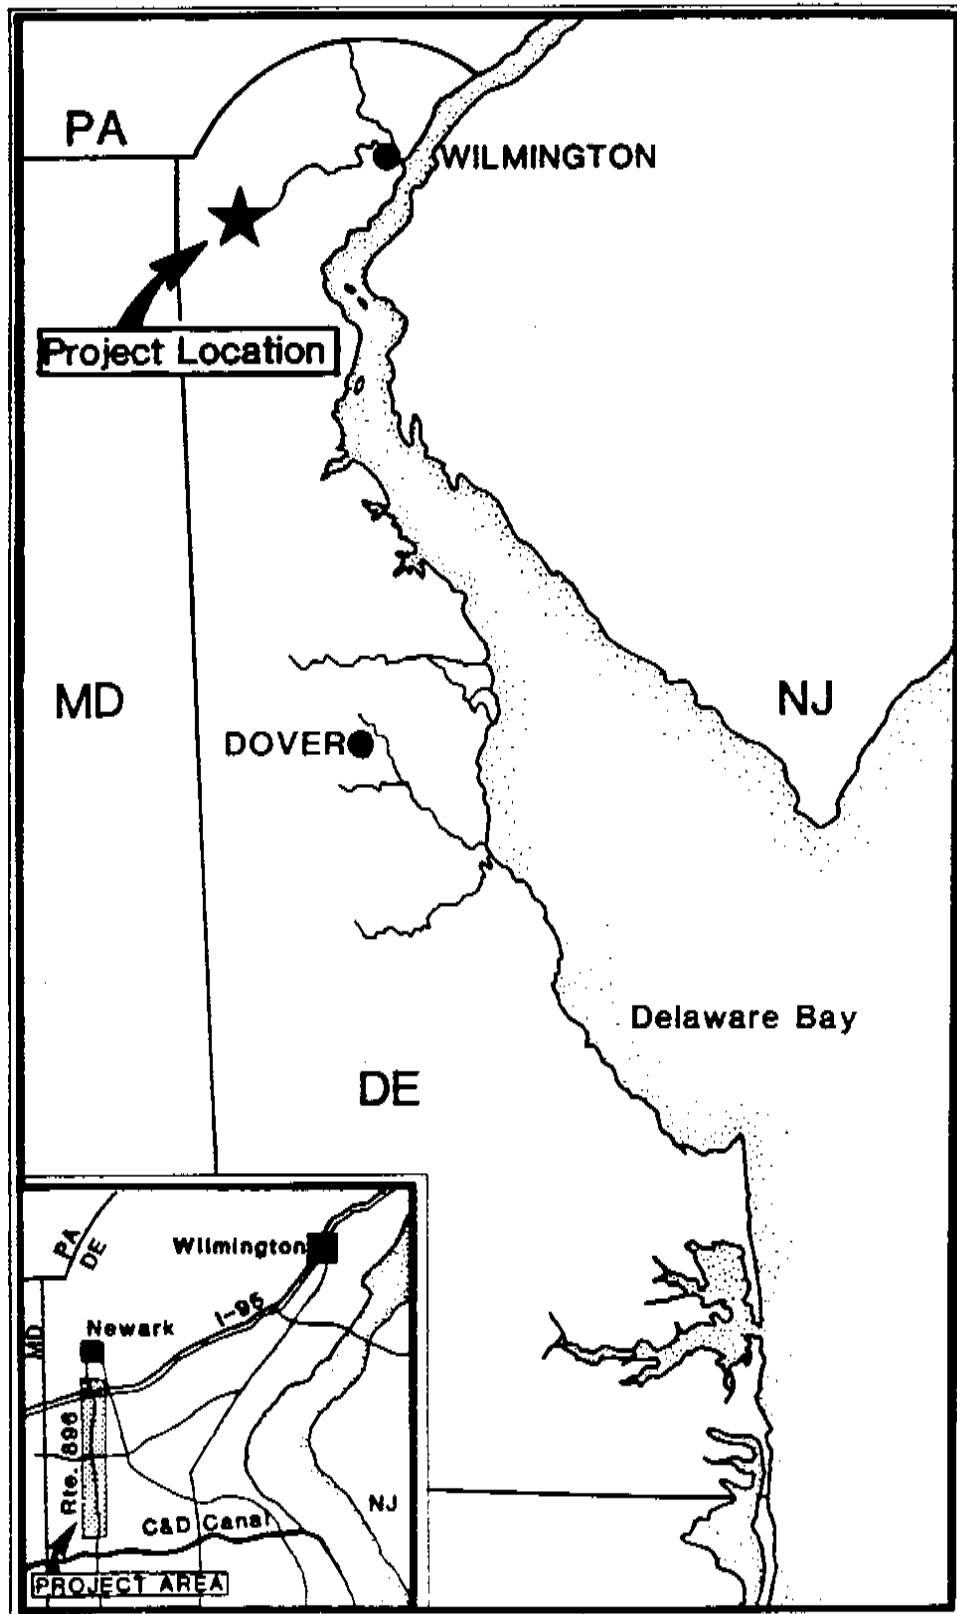 PA
WILMINGTON
Project Location
MD
NJ
DOVER
Delaware Bay
DE
PA
DE
Wilmington
I-95
MD
Newark
Rte. 896
NJ
C&D Canal
PROJECT AREA